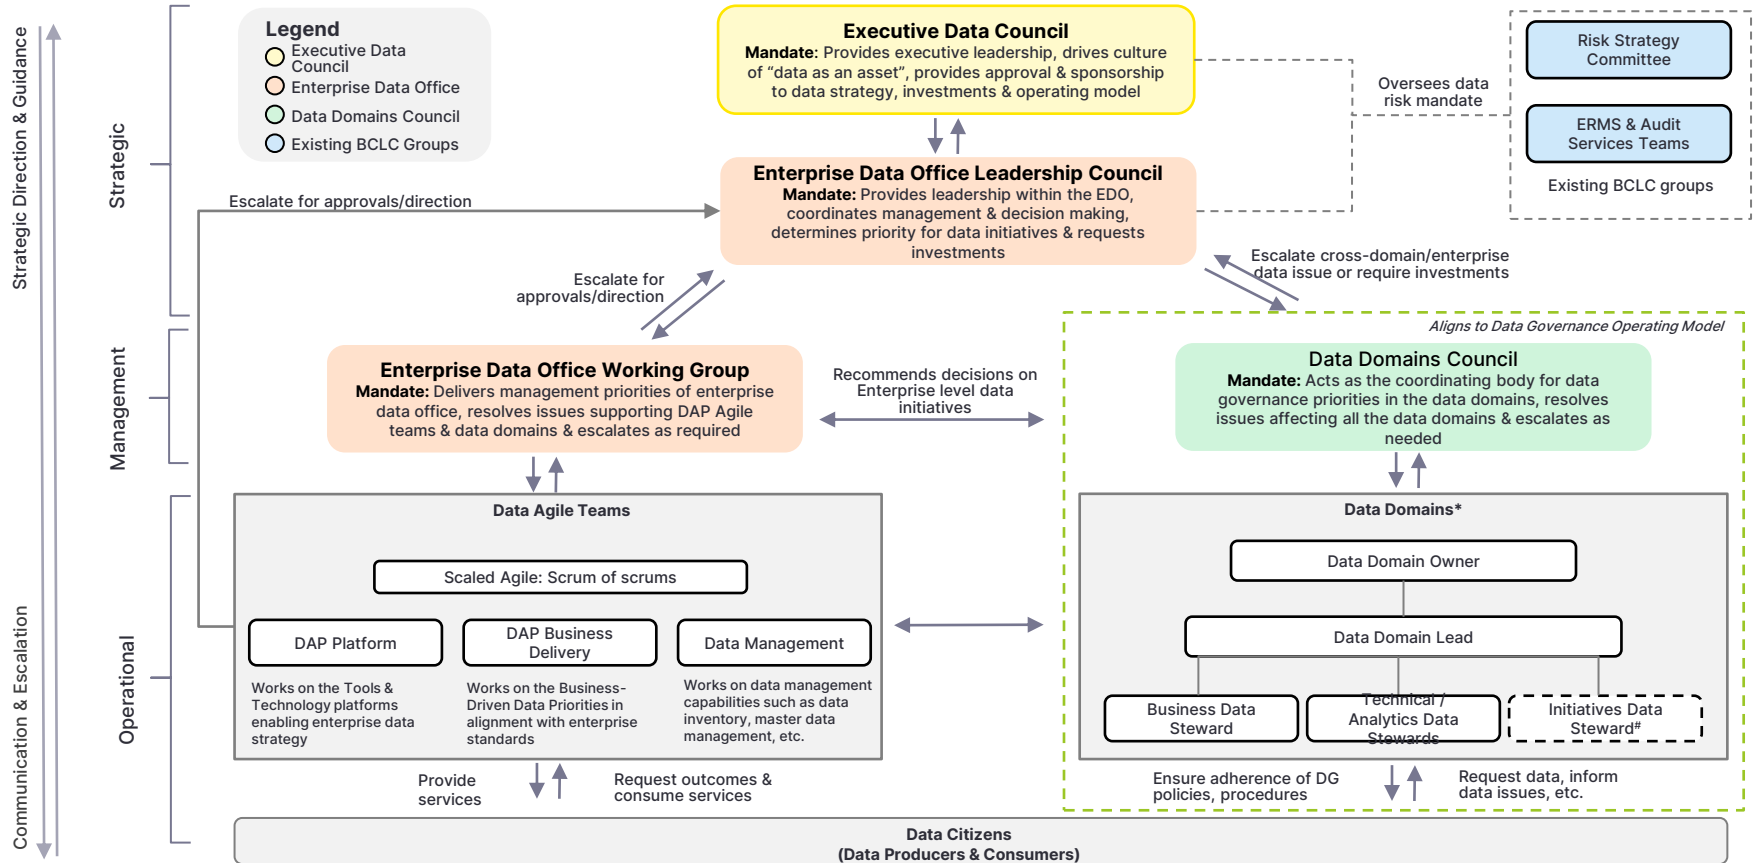 Legend
Executive Data
Council
Enterprise Data Office
Data Domains Council
Existing BCLC Groups
Strategic Direction & Guidance
Communication & Escalation
Strategic
Management
Operational
Executive Data Council
Mandate: Provides executive leadership, drives culture
of “data as an asset”, provides approval & sponsorship
to data strategy, investments & operating model
Oversees data
risk mandate
Risk Strategy
Committee
ERMS & Audit
Services Teams
Existing BCLC groups
Enterprise Data Office Leadership Council
Mandate: Provides leadership within the EDO,
coordinates management & decision making,
determines priority for data initiatives & requests
investments
Escalate for approvals/direction
Escalate for
approvals/direction
Escalate cross-domain/enterprise
data issue or require investments
Aligns to Data Governance Operating Model
Enterprise Data Office Working Group
Mandate: Delivers management priorities of enterprise
data office, resolves issues supporting DAP Agile
teams & data domains & escalates as required
Recommends decisions on
Enterprise level data
initiatives
Data Domains Council
Mandate: Acts as the coordinating body for data
governance priorities in the data domains, resolves
issues affecting all the data domains & escalates as
needed
Data Agile Teams
Scaled Agile: Scrum of scrums
DAP Platform
DAP Business
Delivery
Data Management
Works on the Tools &
Technology platforms
enabling enterprise data
strategy
Works on the Business-
Driven Data Priorities in
alignment with enterprise
standards
Works on data management
capabilities such as data
inventory, master data
management, etc.
Data Domains*
Data Domain Owner
Data Domain Lead
Business Data
Steward
Technical /
Analytics Data
Stewards
Initiatives Data
Steward#
Provide
services
Request outcomes &
consume services
Ensure adherence of DG
policies, procedures
Request data, inform
data issues, etc.
Data Citizens
(Data Producers & Consumers)